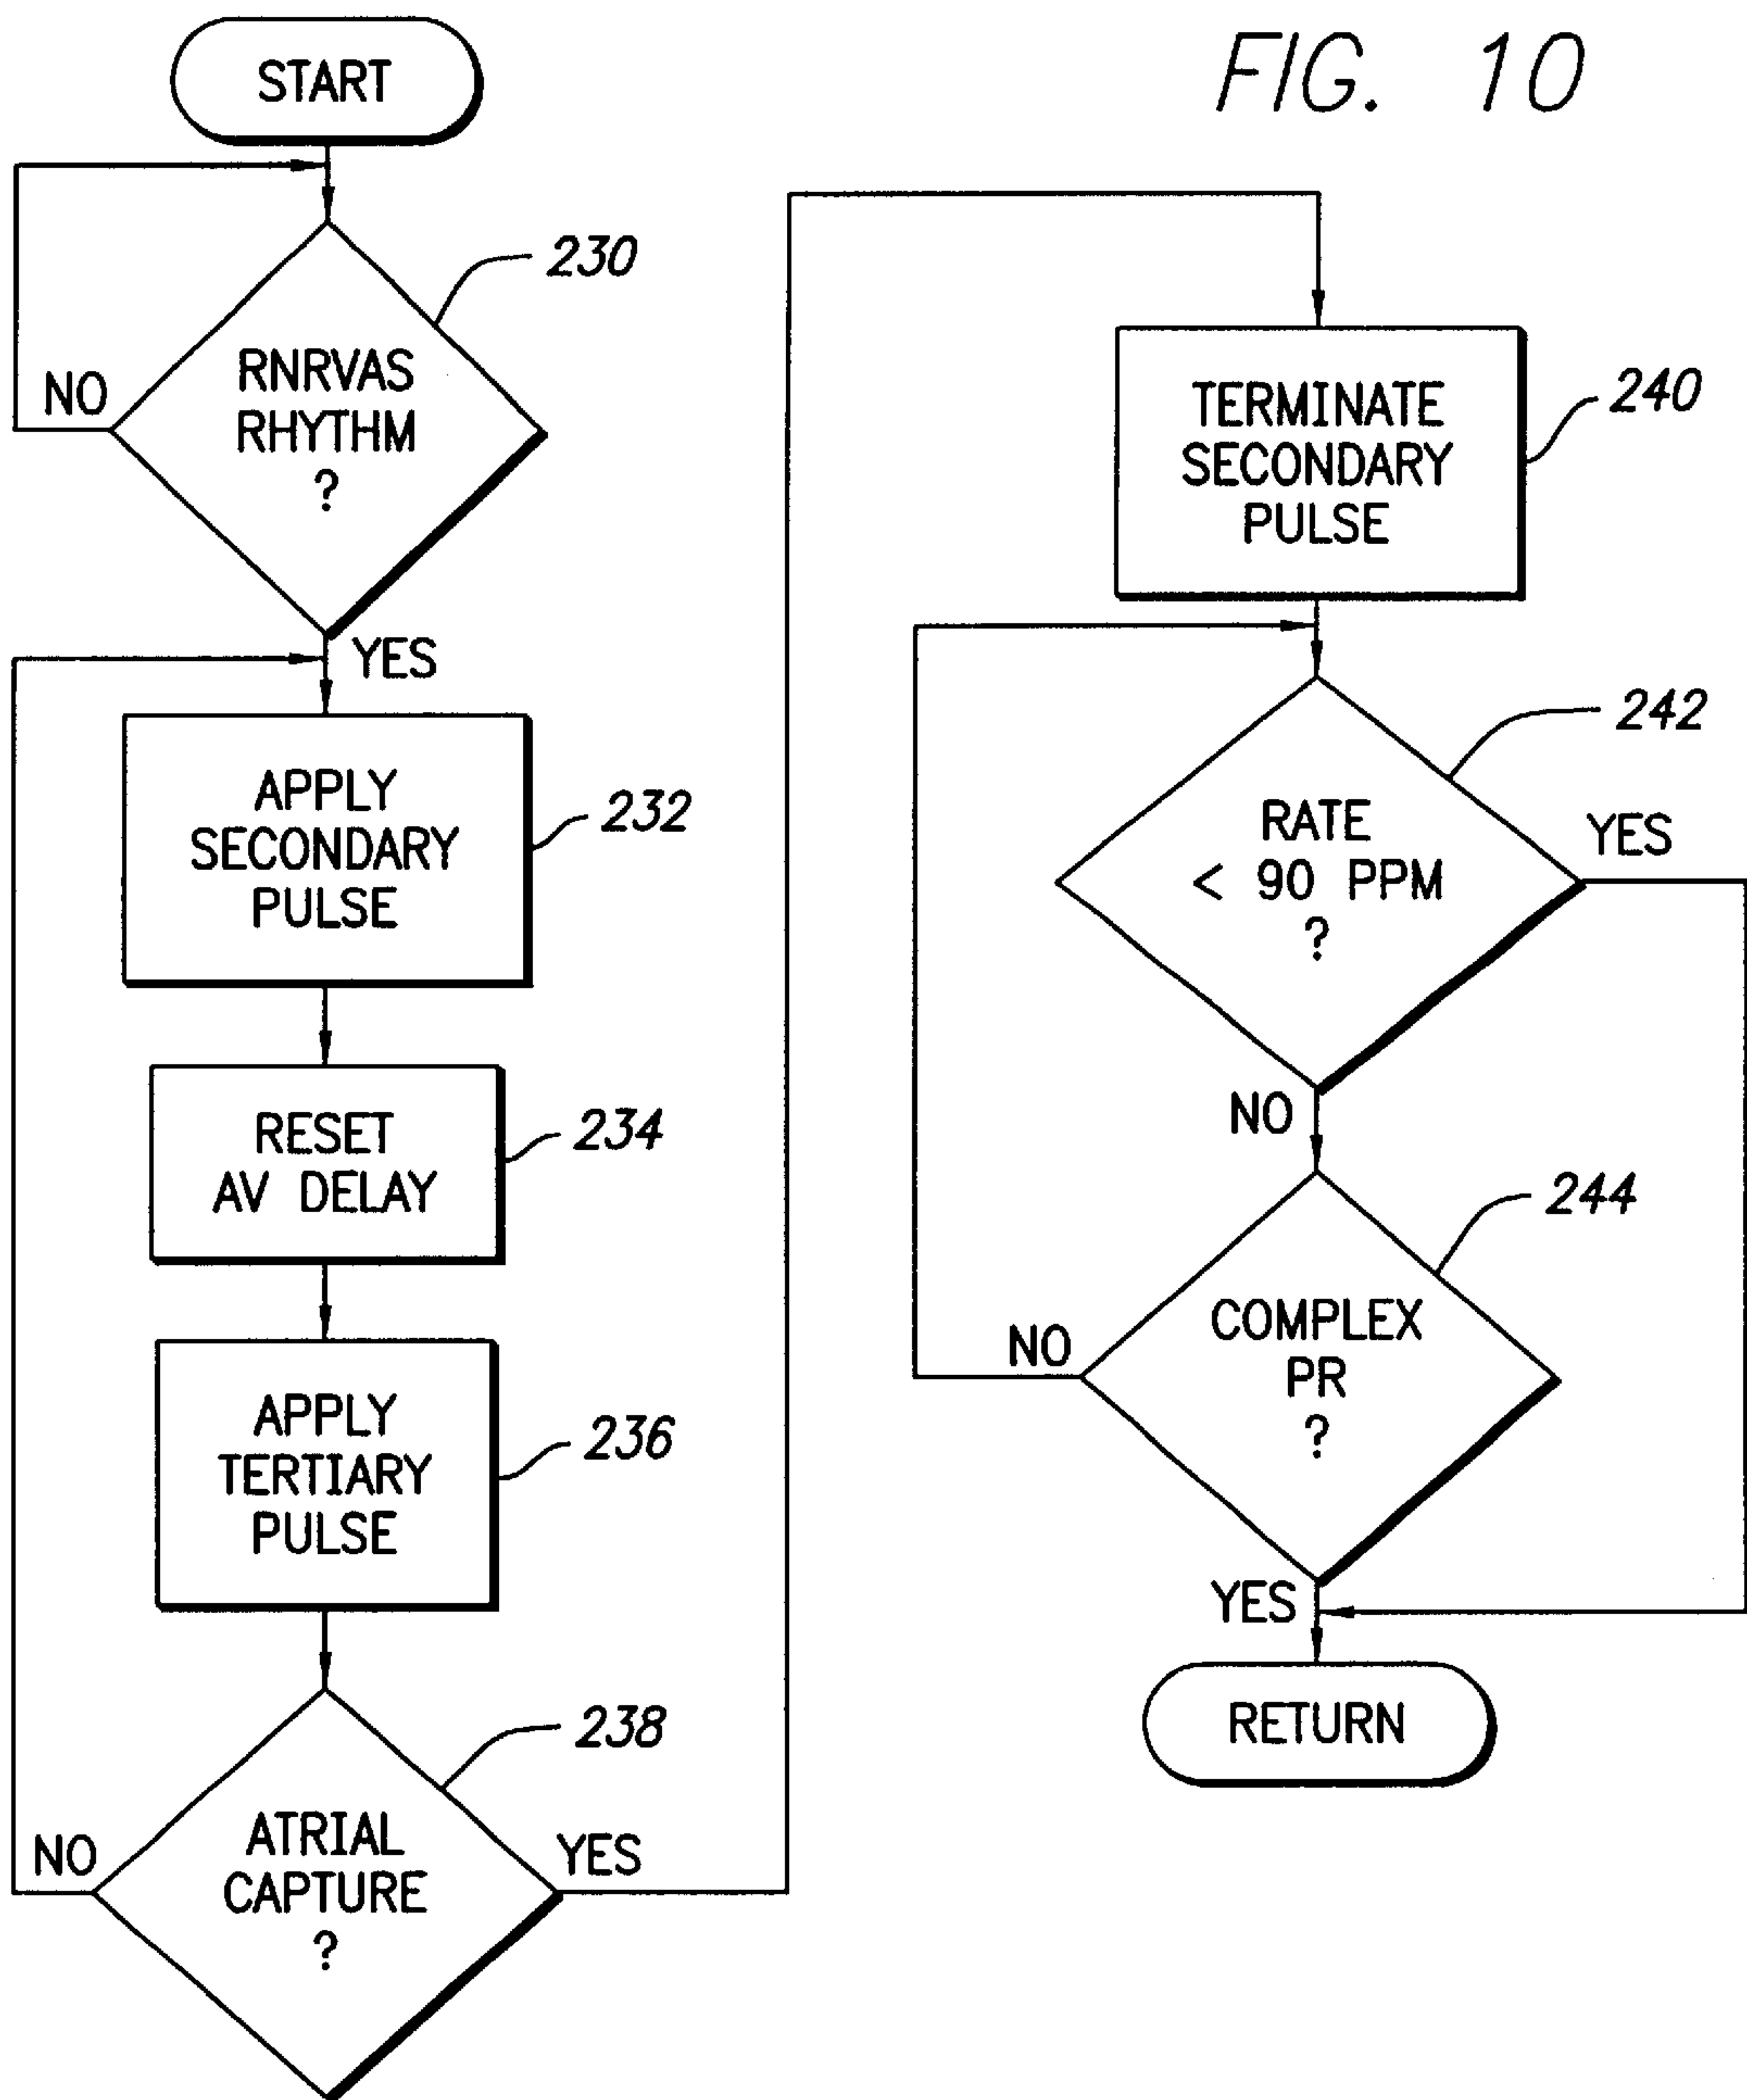 FIG. 10
START
230
RNRVAS
RHYTHM
?
NO
YES
APPLY
SECONDARY
PULSE
232
RESET
AV DELAY
234
APPLY
TERTIARY
PULSE
236
238
ATRIAL
CAPTURE
?
NO
YES
TERMINATE
SECONDARY
PULSE
240
242
RATE
< 90 PPM
?
YES
NO
244
COMPLEX
PR
?
NO
YES
RETURN